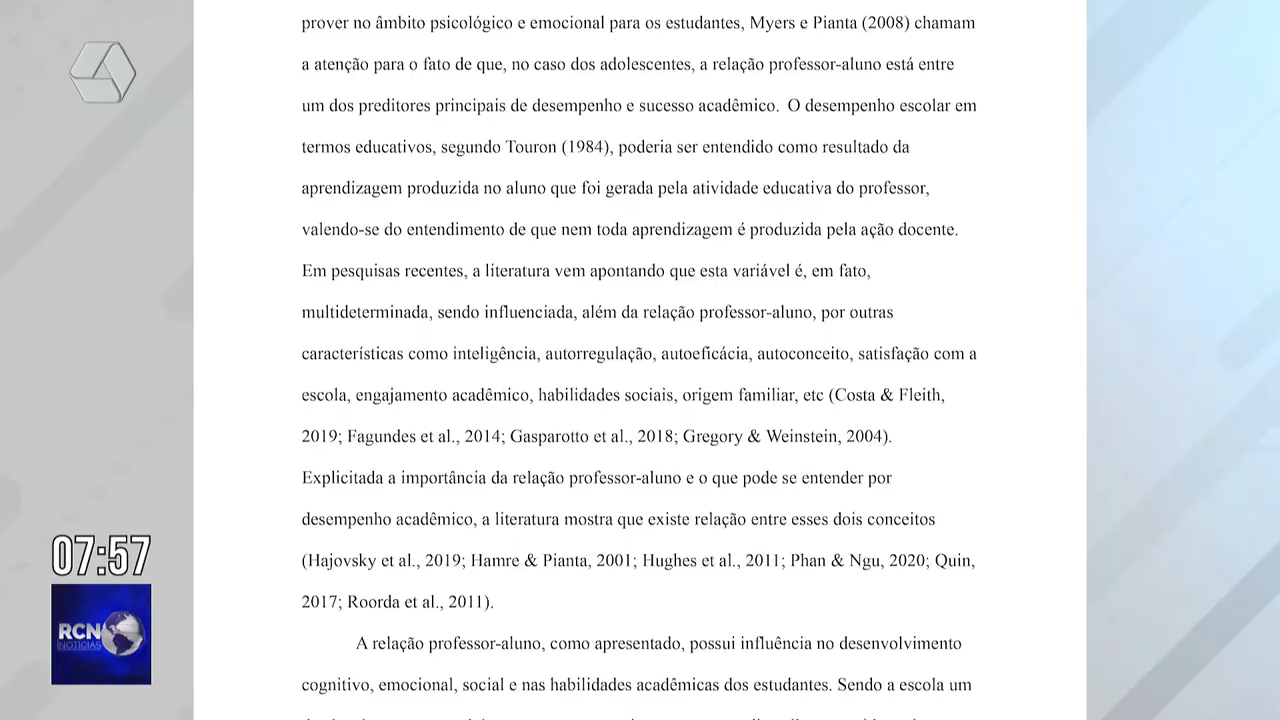 prover no âmbito psicológico e emocional para os estudantes, Myers e Pianta (2008) chamam
a atenção para o fato de que, no caso dos adolescentes, a relação professor-aluno está entre
um dos preditores principais de desempenho e sucesso acadêmico. O desempenho escolar em
termos educativos, segundo Touron (1984), poderia ser entendido como resultado da
aprendizagem produzida no aluno que foi gerada pela atividade educativa do professor,
valendo-se do entendimento de que nem toda aprendizagem é produzida pela ação docente.
Em pesquisas recentes, a literatura vem apontando que esta variável é, em fato,
multideterminada, sendo influenciada, além da relação professor-aluno, por outras
características como inteligência, autorregulação, autoeficácia, autoconceito, satisfação com a
escola, engajamento acadêmico, habilidades sociais, origem familiar, etc (Costa & Fleith,
2019; Fagundes et al., 2014; Gasparotto et al., 2018; Gregory & Weinstein, 2004).
Explicitada a importância da relação professor-aluno e o que pode se entender por
desempenho acadêmico, a literatura mostra que existe relação entre esses dois conceitos
(Hajovsky et al., 2019; Hamre & Pianta, 2001; Hughes et al., 2011; Phan & Ngu, 2020; Quin,
2017; Roorda et al., 2011).
A relação professor-aluno, como apresentado, possui influência no desenvolvimento
cognitivo, emocional, social e nas habilidades acadêmicas dos estudantes. Sendo a escola um
07:57
RCN
NOTÍCIAS